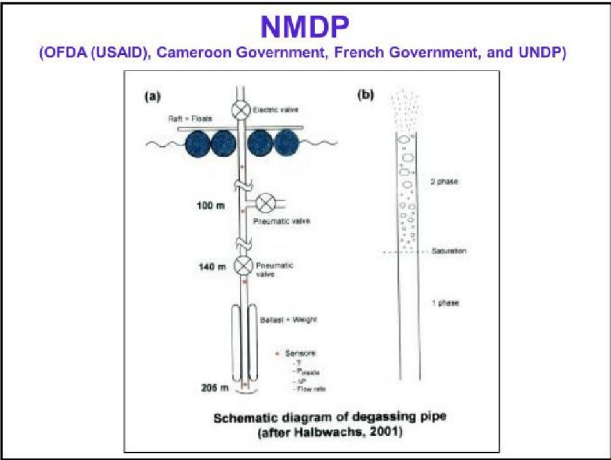 NMDP
(OFDA (USAID), Cameroon Government, French Government, and UNDP)
(a)
Electric valve
Raft + Floats
100 m
Pneumatic valve
140 m
Pneumatic
valve
Ballast + Weight
Sensors:
- T
- Pinside
- ΔP
- Flow rate
205 m
(b)
2 phase
Saturation
1 phase
Schematic diagram of degassing pipe
(after Halbwachs, 2001)